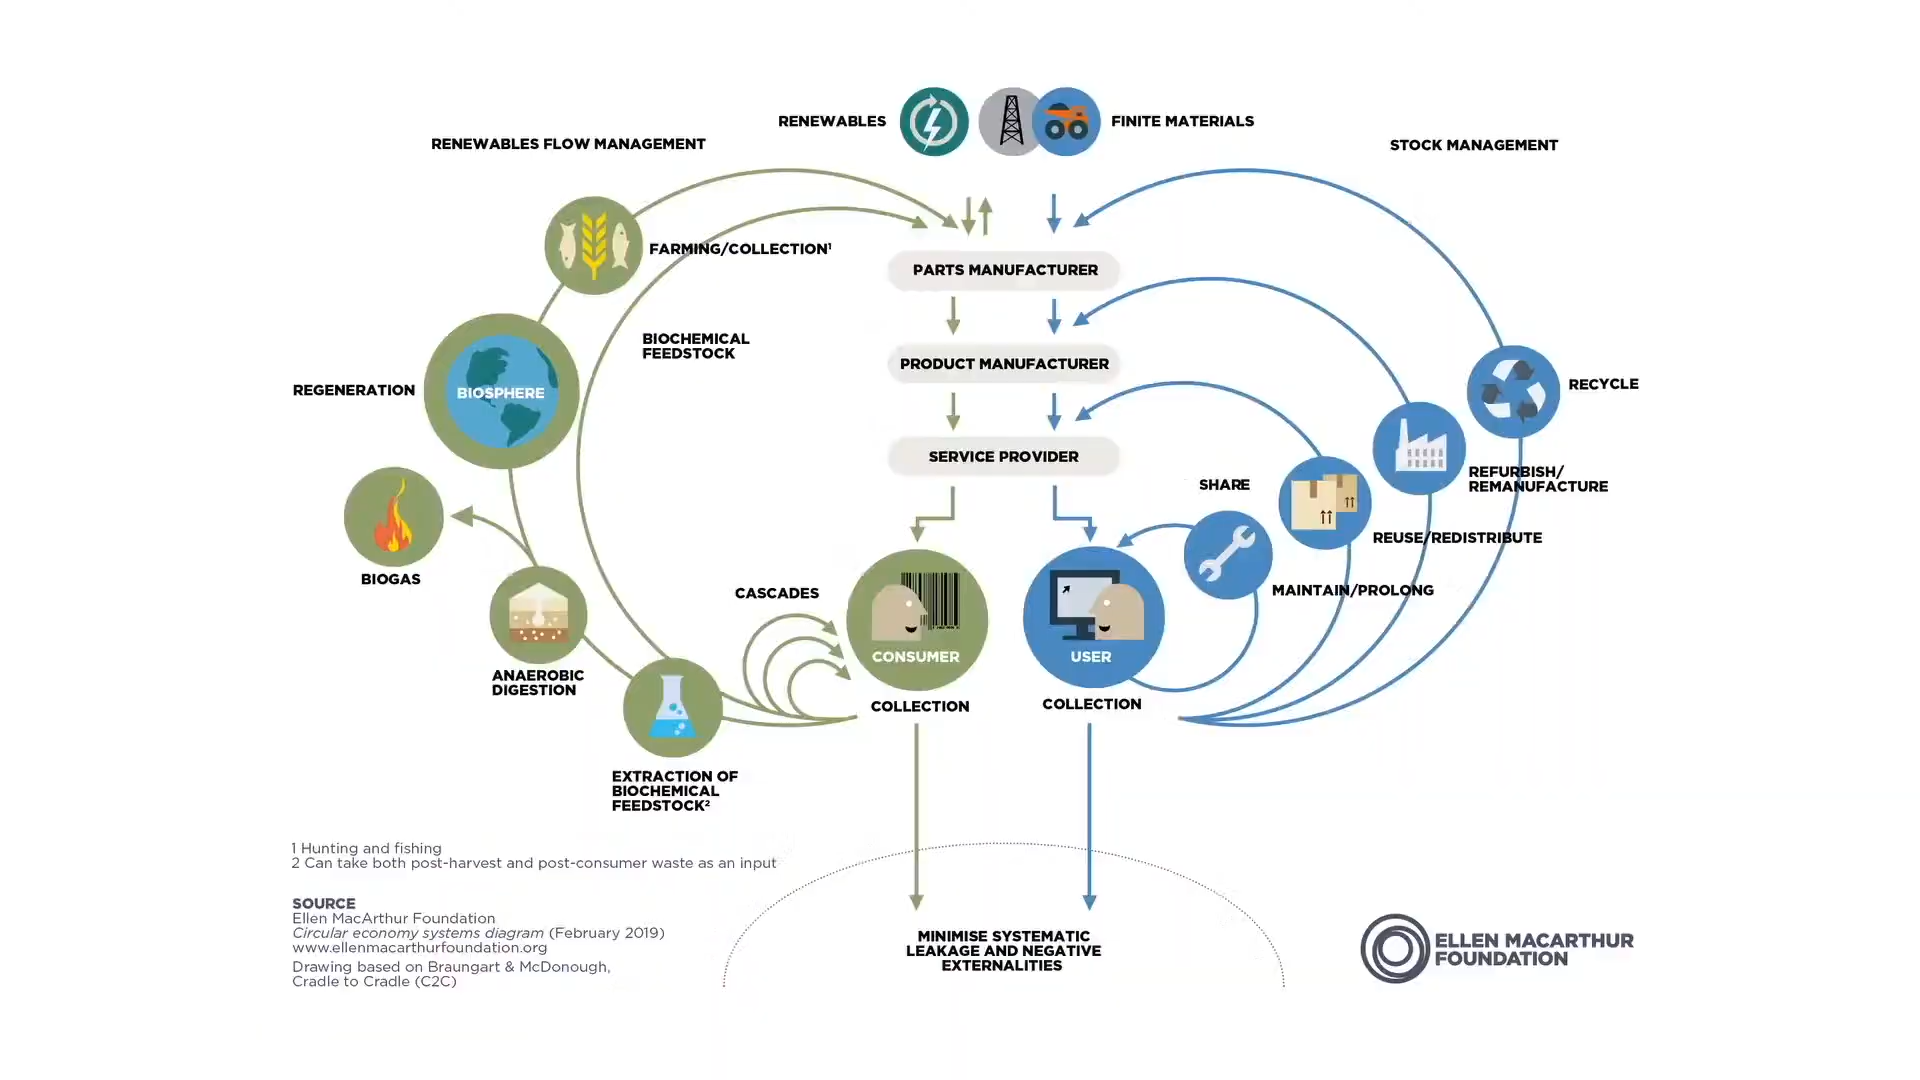 RENEWABLES
FINITE MATERIALS
RENEWABLES FLOW MANAGEMENT
STOCK MANAGEMENT
FARMING/COLLECTION¹
PARTS MANUFACTURER
BIOCHEMICAL
FEEDSTOCK
PRODUCT MANUFACTURER
REGENERATION
BIOSPHERE
RECYCLE
SERVICE PROVIDER
SHARE
REFURBISH/
REMANUFACTURE
REUSE/REDISTRIBUTE
BIOGAS
CASCADES
MAINTAIN/PROLONG
CONSUMER
USER
ANAEROBIC
DIGESTION
COLLECTION
COLLECTION
EXTRACTION OF
BIOCHEMICAL
FEEDSTOCK²
1 Hunting and fishing
2 Can take both post-harvest and post-consumer waste as an input
SOURCE
Ellen MacArthur Foundation
Circular economy systems diagram (February 2019)
www.ellenmacarthurfoundation.org
Drawing based on Braungart & McDonough,
Cradle to Cradle (C2C)
MINIMISE SYSTEMATIC
LEAKAGE AND NEGATIVE
EXTERNALITIES
ELLEN MACARTHUR
FOUNDATION